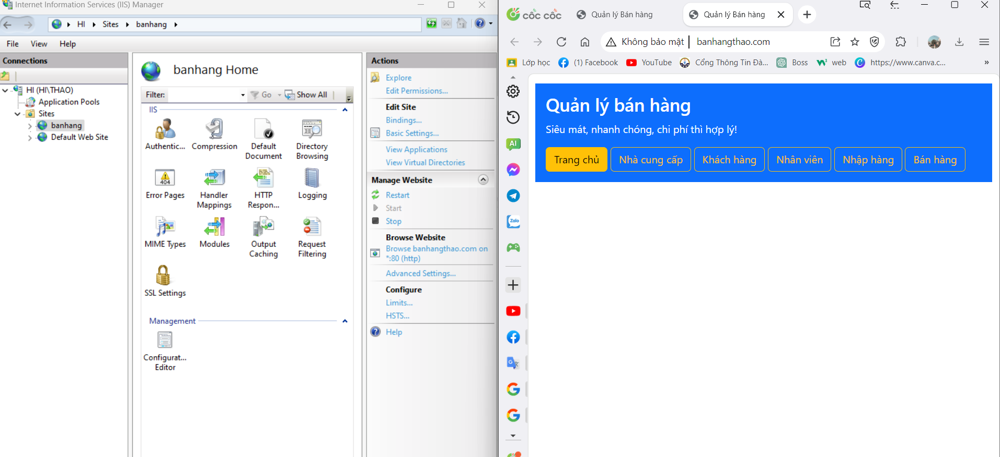 Internet Information Services (IIS) Manager
HI
Sites
banhang
File
View
Help
Connections
HI (HI\THAO)
Application Pools
Sites
banhang
Default Web Site
banhang Home
Filter:
Go
Show All
IIS
Authentic...
Compression
Default
Document
Directory
Browsing
404
Error Pages
Handler
Mappings
HTTP
Respon...
Logging
MIME Types
Modules
Output
Caching
Request
Filtering
SSL Settings
Management
Configurat...
Editor
Actions
Explore
Edit Permissions...
Edit Site
Bindings...
Basic Settings...
View Applications
View Virtual Directories
Manage Website
Restart
Start
Stop
Browse Website
Browse banhangthao.com on
*:80 (http)
Advanced Settings...
Configure
Limits...
HSTS...
Help
cốc cốc
Quản lý Bán hàng
Quản lý Bán hàng
Không bảo mật
banhangthao.com
Lớp học
(1) Facebook
YouTube
Cổng Thông Tin Đà...
Boss
web
https://www.canva.c...
»
AI
Zalo
Quản lý bán hàng
Siêu mát, nhanh chóng, chi phí thì hợp lý!
Trang chủ
Nhà cung cấp
Khách hàng
Nhân viên
Nhập hàng
Bán hàng